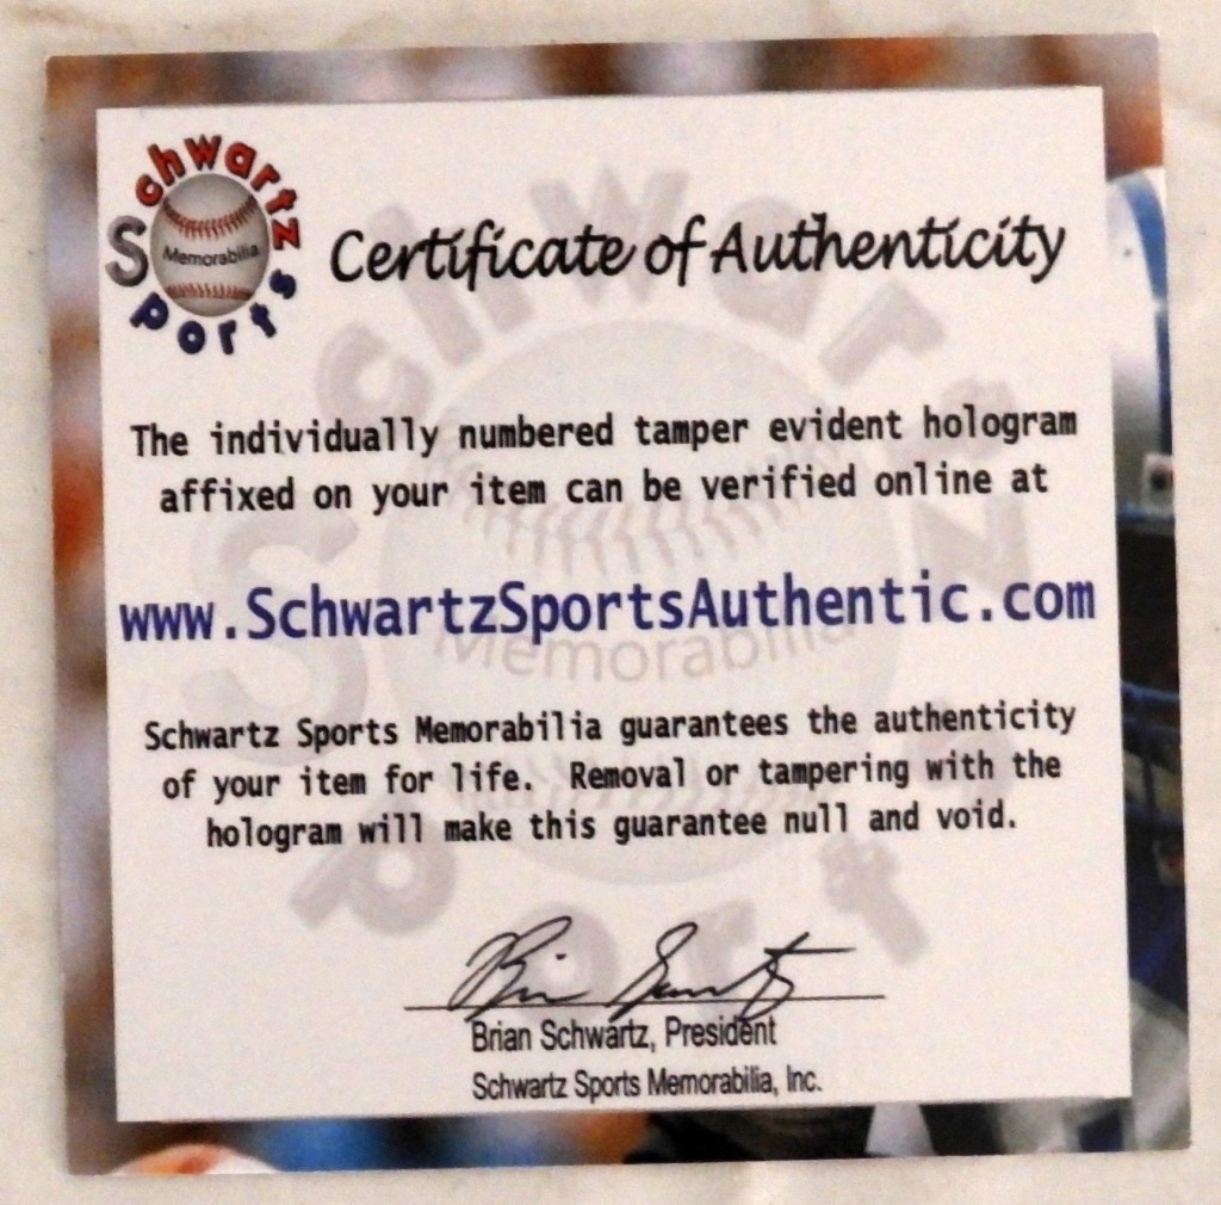 Schwartz
Sports
Memorabilia
Certificate of Authenticity
The individually numbered tamper evident hologram
affixed on your item can be verified online at
www.SchwartzSportsAuthentic.com
Schwartz Sports Memorabilia guarantees the authenticity
of your item for life. Removal or tampering with the
hologram will make this guarantee null and void.
Brian Schwartz
Brian Schwartz, President
Schwartz Sports Memorabilia, Inc.